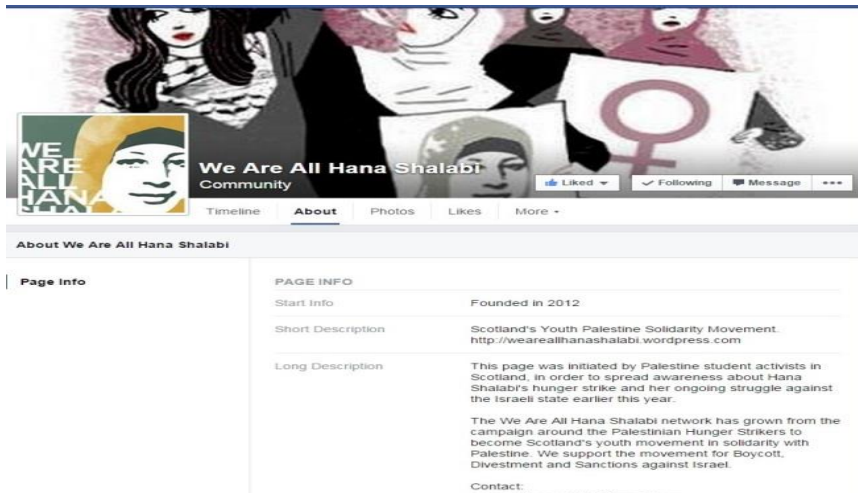 WE
ARE
ALL
HANA
We Are All Hana Shalabi
Community
Liked
Following
Message
Timeline
About
Photos
Likes
More
About We Are All Hana Shalabi
Page Info
PAGE INFO
Start Info
Founded in 2012
Short Description
Scotland's Youth Palestine Solidarity Movement.
http://weareallhanashalabi.wordpress.com
Long Description
This page was initiated by Palestine student activists in
Scotland, in order to spread awareness about Hana
Shalabi's hunger strike and her ongoing struggle against
the Israeli state earlier this year.
The We Are All Hana Shalabi network has grown from the
campaign around the Palestinian Hunger Strikers to
become Scotland's youth movement in solidarity with
Palestine. We support the movement for Boycott,
Divestment and Sanctions against Israel.
Contact: